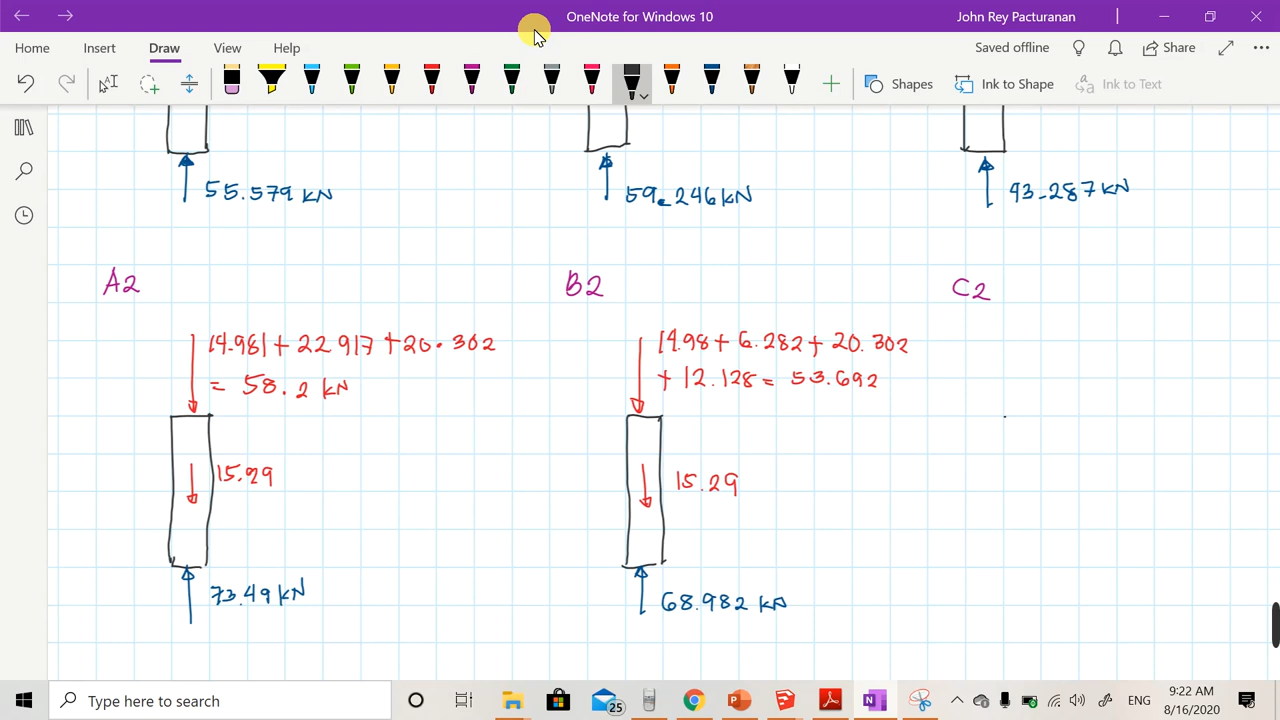 OneNote for Windows 10
John Rey Pacturanan
Home
Insert
Draw
View
Help
Saved offline
Share
Shapes
Ink to Shape
Ink to Text
55.579 kN
59.246 kN
93.287 kN
A2
B2
C2
14.981 + 22.917 + 20.302
= 58.2 kN
14.98 + 6.282 + 20.302
+ 12.128 = 53.692
15.29
15.29
73.49 kN
68.982 kN
Type here to search
25
ENG
9:22 AM
8/16/2020